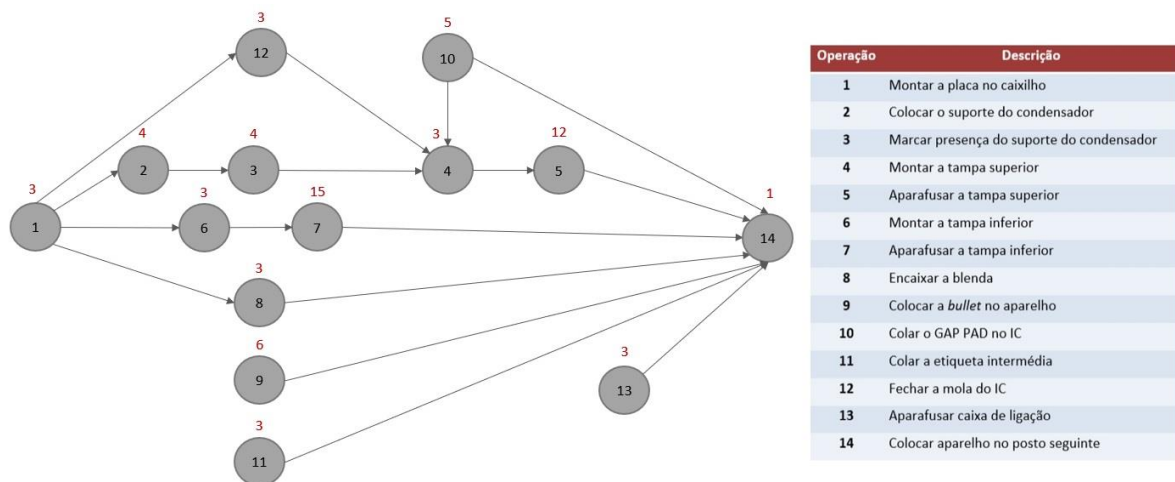 3
5
12
10
4
4
3
12
2
3
4
5
3
3
15
1
1
6
7
14
3
8
6
3
9
13
3
11
Operação Descrição
1 Montar a placa no caixilho
2 Colocar o suporte do condensador
3 Marcar presença do suporte do condensador
4 Montar a tampa superior
5 Aparafusar a tampa superior
6 Montar a tampa inferior
7 Aparafusar a tampa inferior
8 Encaixar a blenda
9 Colocar a bullet no aparelho
10 Colar o GAP PAD no IC
11 Colar a etiqueta intermédia
12 Fechar a mola do IC
13 Aparafusar caixa de ligação
14 Colocar aparelho no posto seguinte